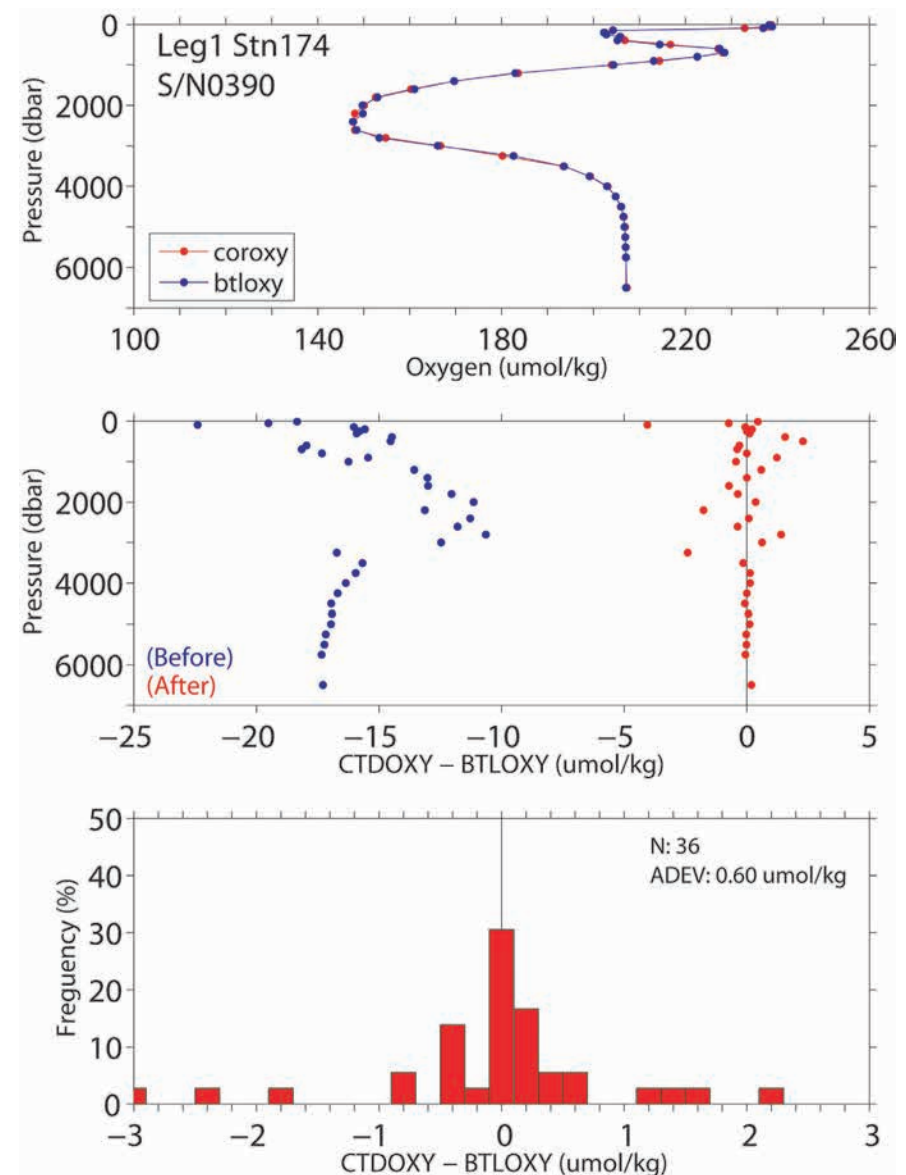 Leg1 Stn174
S/N0390
Pressure (dbar)
0
2000
4000
6000
coroxy
btloxy
100
140
180
220
260
Oxygen (umol/kg)
Pressure (dbar)
0
2000
4000
6000
(Before)
(After)
−25
−20
−15
−10
−5
0
5
CTDOXY − BTLOXY (umol/kg)
N: 36
ADEV: 0.60 umol/kg
Freguency (%)
50
40
30
20
10
0
−3
−2
−1
0
1
2
3
CTDOXY − BTLOXY (umol/kg)